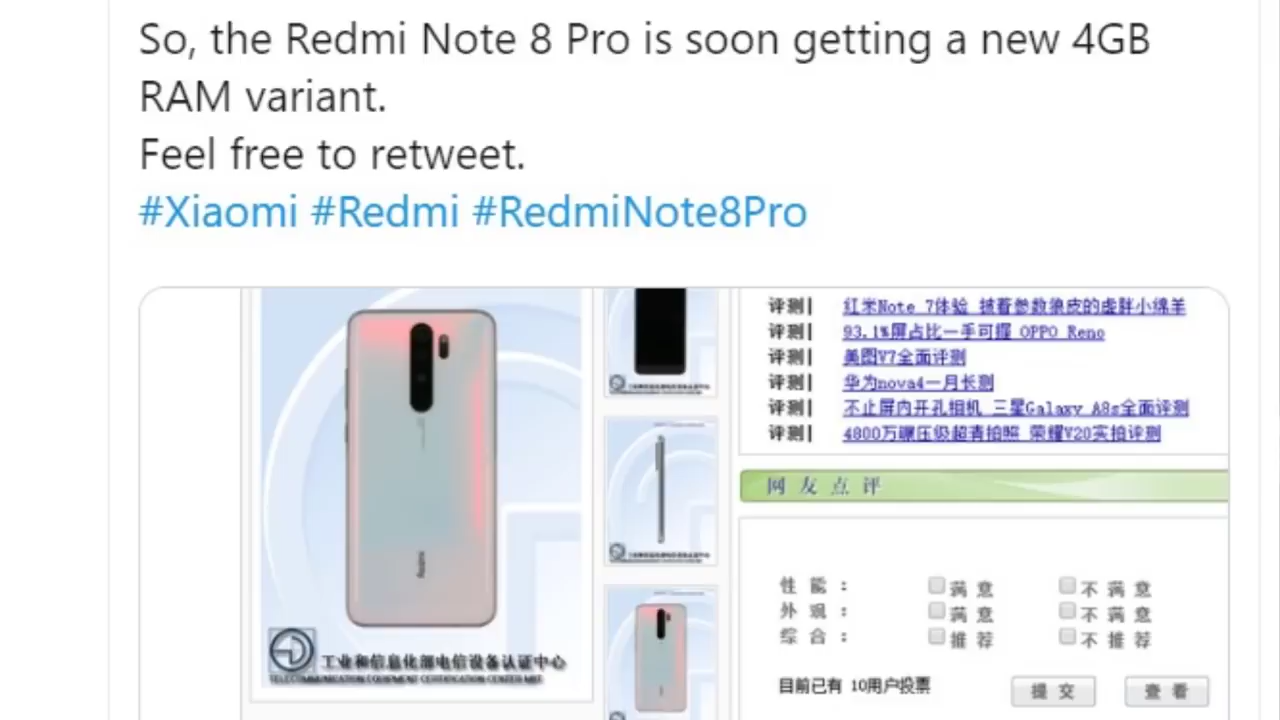 So, the Redmi Note 8 Pro is soon getting a new 4GB
RAM variant.
Feel free to retweet.
#Xiaomi #Redmi #RedmiNote8Pro
评测| 红米Note 7体验 披着参数狼皮的虚胖小绵羊
评测| 93.1%屏占比一手可握 OPPO Reno
评测| 美图V7全面评测
评测| 华为nova4一月长测
评测| 不止屏内开孔相机 三星Galaxy A8s全面评测
评测| 4800万碾压级超清拍照 荣耀V20实拍评测
网友点评
性能： 满意 不满意
外观： 满意 不满意
综合： 推荐 不推荐
目前已有 10用户投票
提交 查看
Redmi
工业和信息化部电信设备认证中心
TELECOMMUNICATION EQUIPMENT CERTIFICATION CENTER MIIT